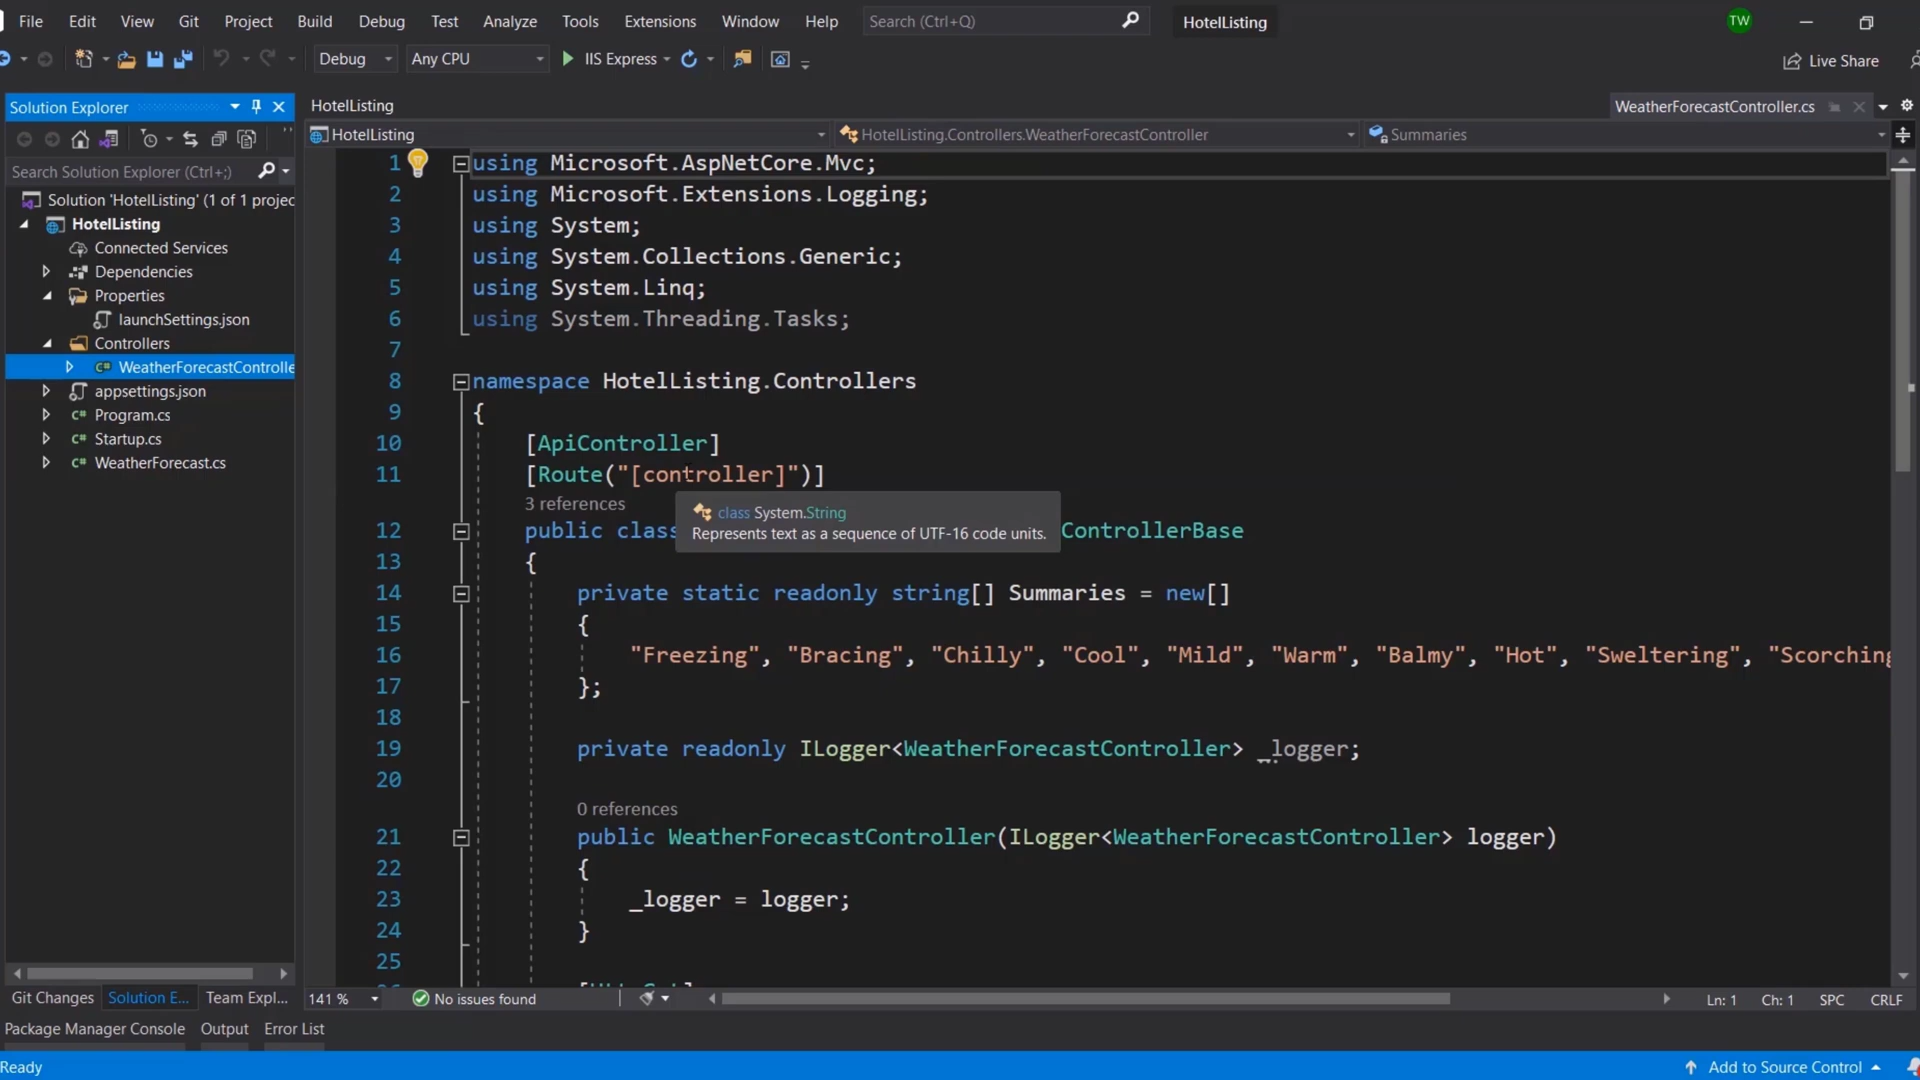 File Edit View Git Project Build Debug Test Analyze Tools Extensions Window Help Search (Ctrl+Q) HotelListing TW
Debug Any CPU IIS Express Live Share
Solution Explorer
HotelListing WeatherForecastController.cs
HotelListing HotelListing.Controllers.WeatherForecastController Summaries
Search Solution Explorer (Ctrl+;)
Solution 'HotelListing' (1 of 1 projec
HotelListing
Connected Services
Dependencies
Properties
launchSettings.json
Controllers
C# WeatherForecastControlle
appsettings.json
C# Program.cs
C# Startup.cs
C# WeatherForecast.cs
1 using Microsoft.AspNetCore.Mvc;
2 using Microsoft.Extensions.Logging;
3 using System;
4 using System.Collections.Generic;
5 using System.Linq;
6 using System.Threading.Tasks;
7
8 namespace HotelListing.Controllers
9 {
10 [ApiController]
11 [Route("[controller]")]
3 references
class System.String
Represents text as a sequence of UTF-16 code units.
12 public class ControllerBase
13 {
14 private static readonly string[] Summaries = new[]
15 {
16 "Freezing", "Bracing", "Chilly", "Cool", "Mild", "Warm", "Balmy", "Hot", "Sweltering", "Scorching
17 };
18
19 private readonly ILogger<WeatherForecastController> _logger;
20
0 references
21 public WeatherForecastController(ILogger<WeatherForecastController> logger)
22 {
23 _logger = logger;
24 }
25
Git Changes Solution E... Team Expl...
141 % No issues found Ln: 1 Ch: 1 SPC CRLF
Package Manager Console Output Error List
Ready Add to Source Control